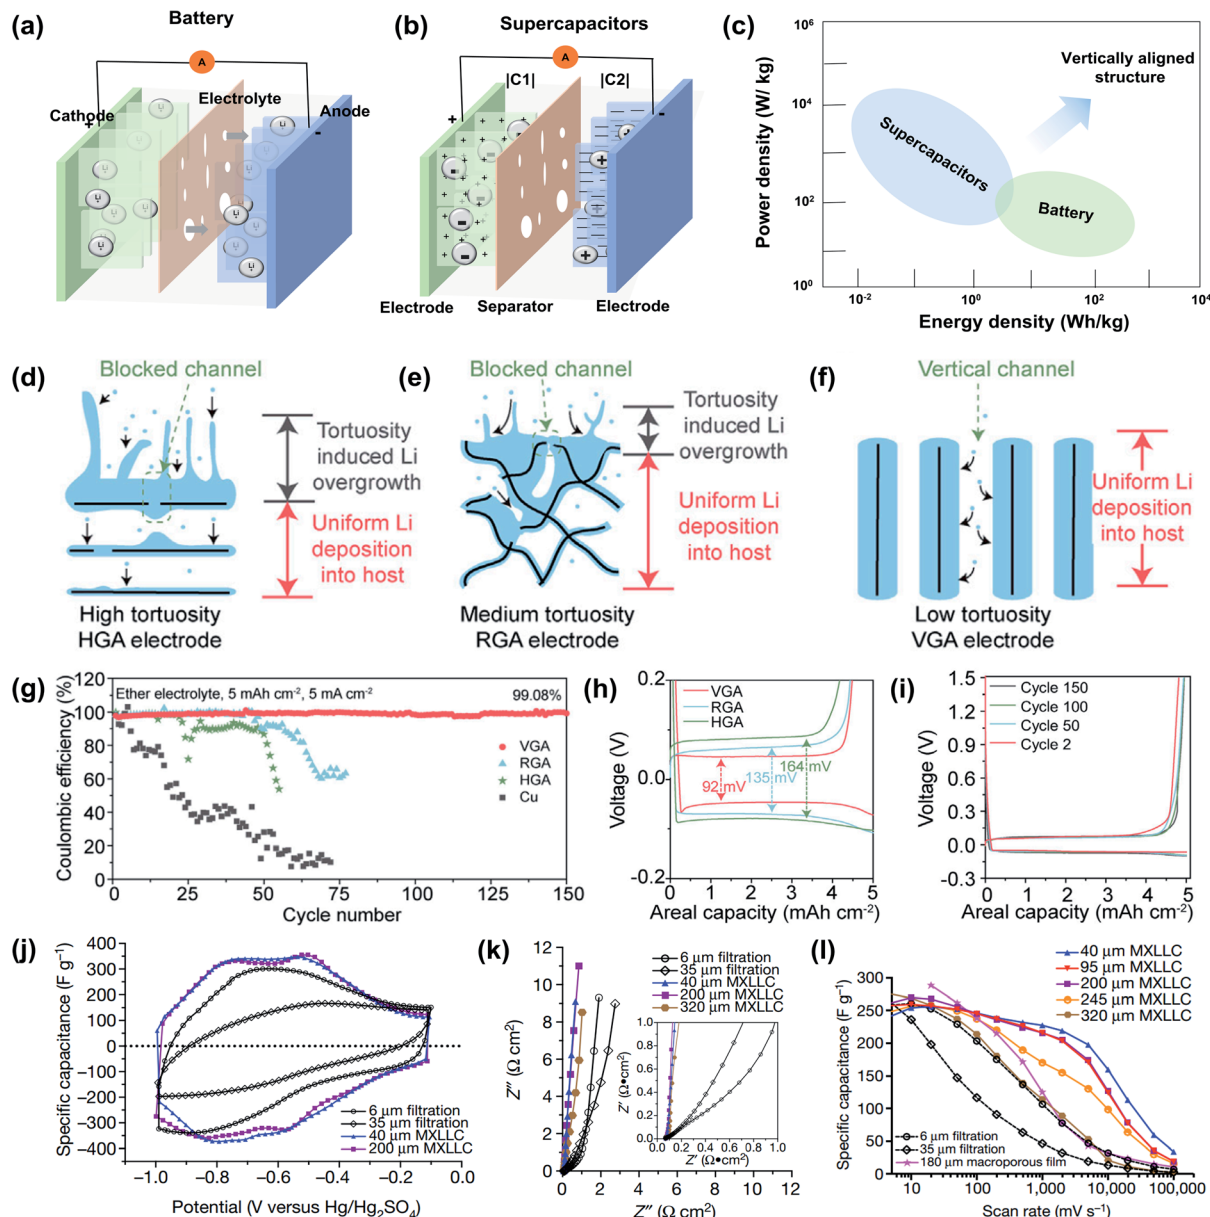 (a)
Battery
A
Cathode
+
Electrolyte
Anode
-
Li
(b)
Supercapacitors
A
|C1|
|C2|
+
-
Electrode
Separator
Electrode
(c)
Power density (W/ kg)
10⁶
10⁴
10²
10⁰
Vertically aligned
structure
Supercapacitors
Battery
10⁻²
10⁰
10²
10⁴
Energy density (Wh/kg)
(d)
Blocked channel
Tortuosity
induced Li
overgrowth
Uniform Li
deposition
into host
High tortuosity
HGA electrode
(e)
Blocked channel
Tortuosity
induced Li
overgrowth
Uniform Li
deposition
into host
Medium tortuosity
RGA electrode
(f)
Vertical channel
Uniform Li
deposition
into host
Low tortuosity
VGA electrode
(g)
Coulombic efficiency (%)
120
100
80
60
40
20
0
Ether electrolyte, 5 mAh cm⁻², 5 mA cm⁻²
99.08%
VGA
RGA
HGA
Cu
0 25 50 75 100 125 150
Cycle number
(h)
Voltage (V)
0.2
0.0
-0.2
VGA
RGA
HGA
92 mV
135 mV
164 mV
0 1 2 3 4 5
Areal capacity (mAh cm⁻²)
(i)
Voltage (V)
1.5
1.2
0.9
0.6
0.3
0.0
-0.3
Cycle 150
Cycle 100
Cycle 50
Cycle 2
0 1 2 3 4 5
Areal capacity (mAh cm⁻²)
(j)
Specific capacitance (F g⁻¹)
400
300
200
100
0
−100
−200
−300
−400
6 μm filtration
35 μm filtration
40 μm MXLLC
200 μm MXLLC
−1.0 −0.8 −0.6 −0.4 −0.2 0.0
Potential (V versus Hg/Hg₂SO₄)
(k)
Z″ (Ω cm²)
12
10
8
6
4
2
0
6 μm filtration
35 μm filtration
40 μm MXLLC
200 μm MXLLC
320 μm MXLLC
Z′ (Ω•cm²)
1.0
0.8
0.6
0.4
0.2
0.0
0.0 0.2 0.4 0.6 0.8 1
Z′ (Ω•cm²)
0 2 4 6 8 10 12
Z″ (Ω cm²)
(l)
40 μm MXLLC
95 μm MXLLC
200 μm MXLLC
245 μm MXLLC
320 μm MXLLC
Specific capacitance (F g⁻¹)
300
250
200
150
100
50
0
6 μm filtration
35 μm filtration
180 μm macroporous film
10 100 1,000 10,000 100,000
Scan rate (mV s⁻¹)